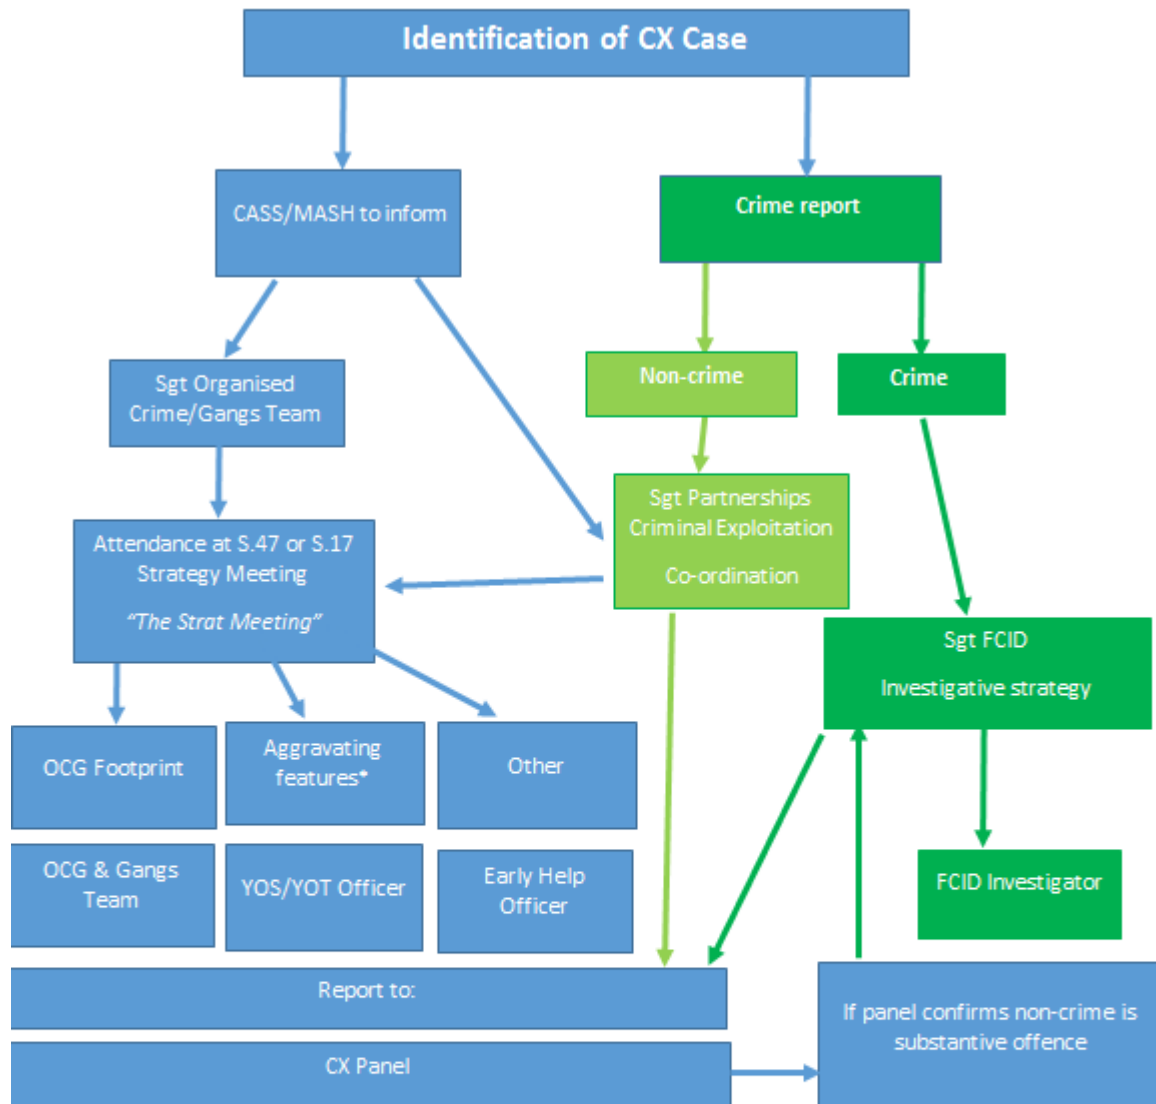 Identification of CX Case
CASS/MASH to inform
Crime report
Non-crime
Crime
Sgt Organised
Crime/Gangs Team
Sgt Partnerships
Criminal Exploitation
Co-ordination
Attendance at S.47 or S.17
Strategy Meeting
“The Strat Meeting”
Sgt FCID
Investigative strategy
OCG Footprint
Aggravating
features*
Other
OCG & Gangs
Team
YOS/YOT Officer
Early Help
Officer
FCID Investigator
Report to:
CX Panel
If panel confirms non-crime is
substantive offence